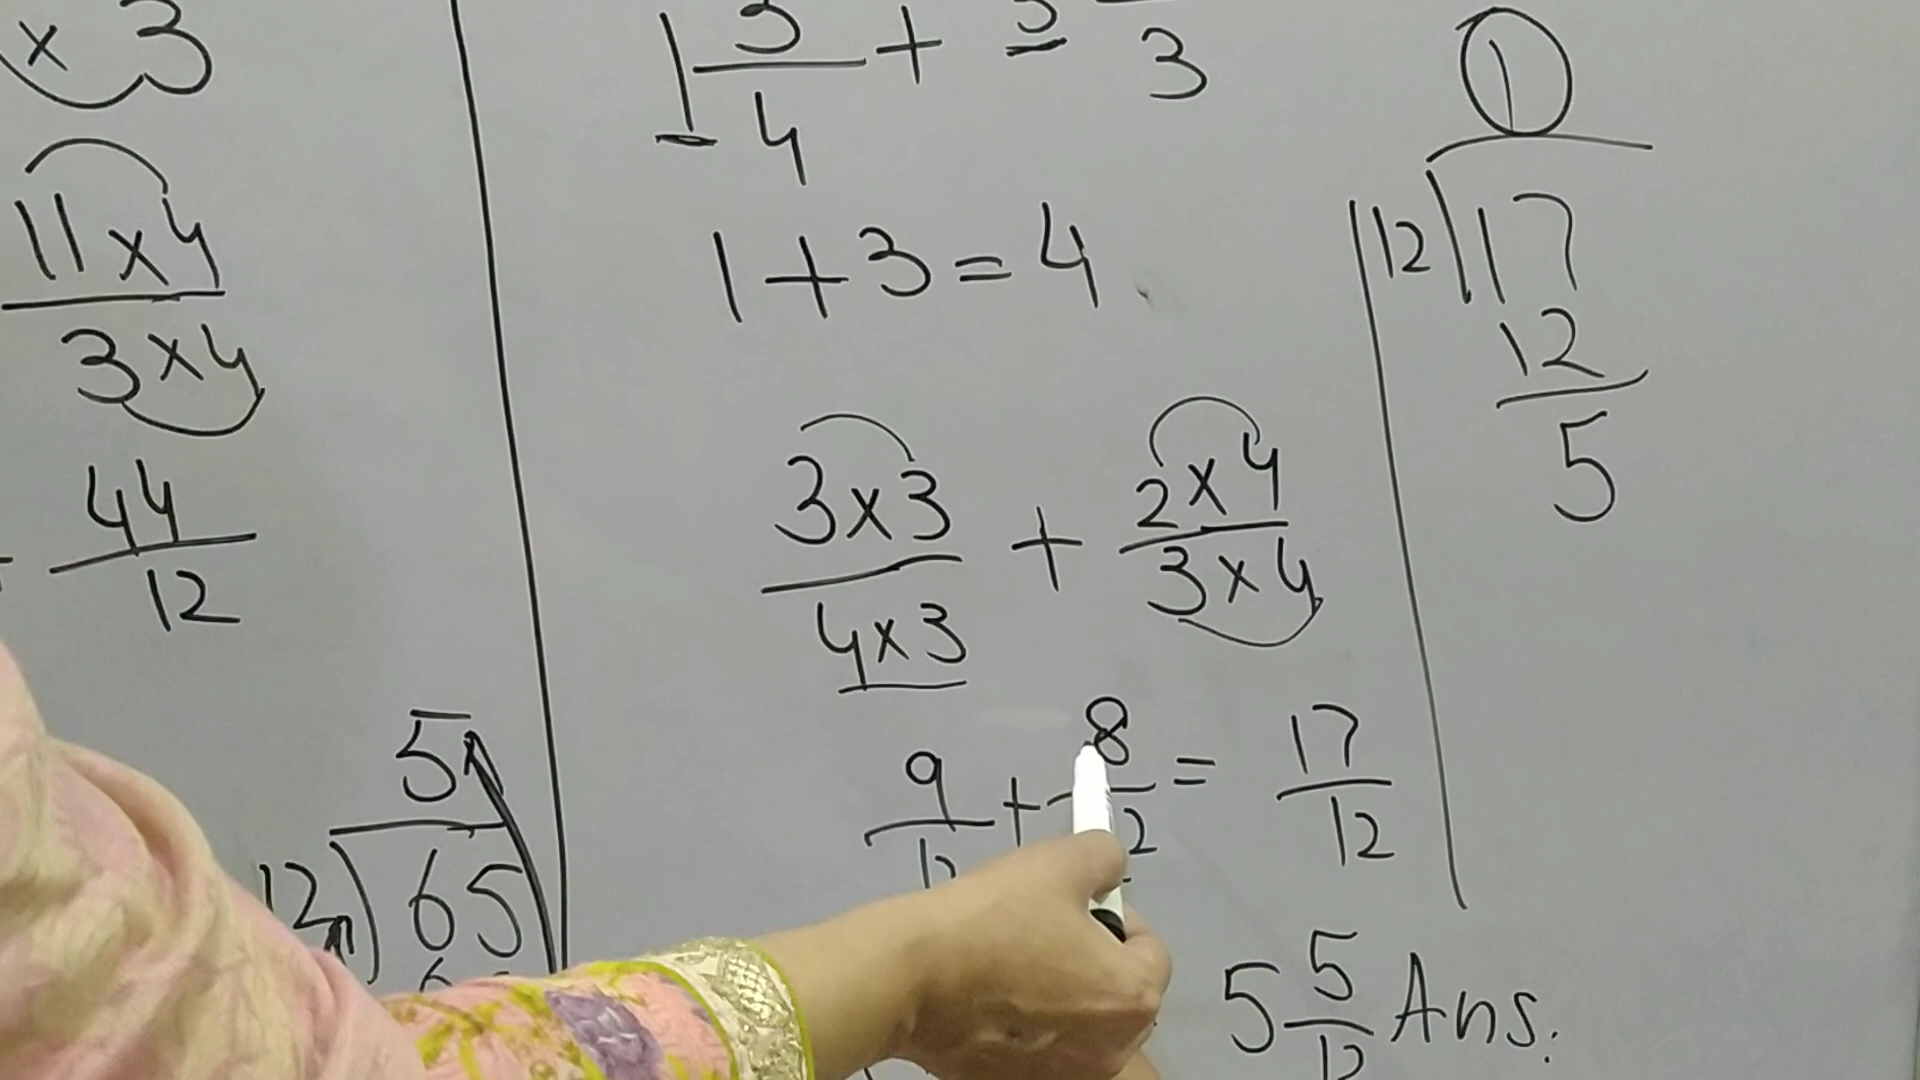 x 3
11 x 4
3 x 4
44
12
5
12 65
1 3 + 3
4 3
1 + 3 = 4
3 x 3 + 2 x 4
4 x 3 3 x 4
9 + 8 = 17
12 12
5 5 Ans.
12
1
12 17
12
5